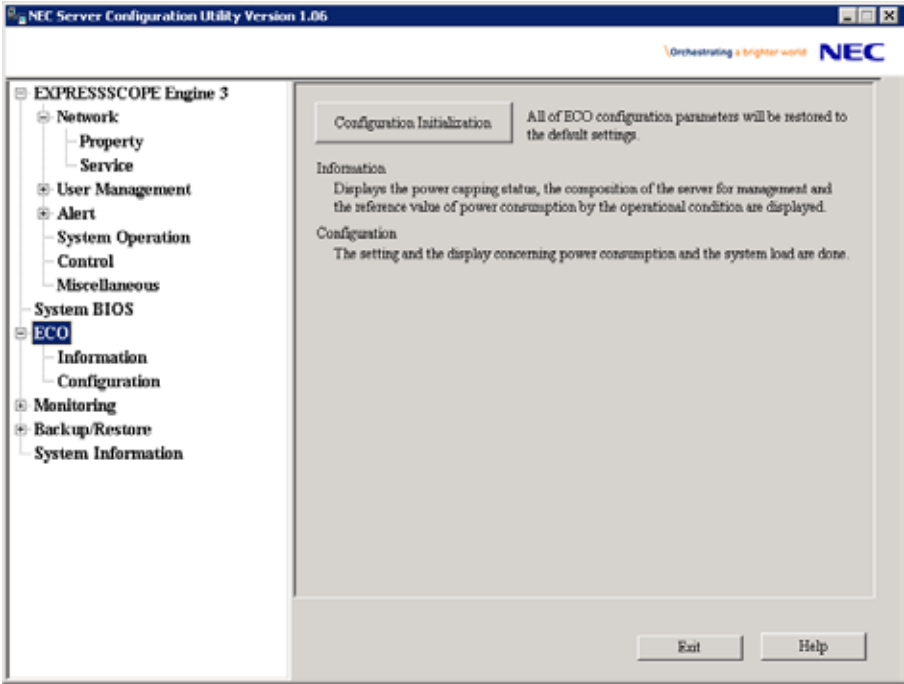 NEC Server Configuration Utility Version 1.06
\Orchestrating a brighter world NEC
EXPRESSSCOPE Engine 3
Network
Property
Service
User Management
Alert
System Operation
Control
Miscellaneous
System BIOS
ECO
Information
Configuration
Monitoring
Backup/Restore
System Information
Configuration Initialization
All of ECO configuration parameters will be restored to
the default settings.
Information
Displays the power capping status, the composition of the server for management and
the reference value of power consumption by the operational condition are displayed.
Configuration
The setting and the display concerning power consumption and the system load are done.
Exit
Help